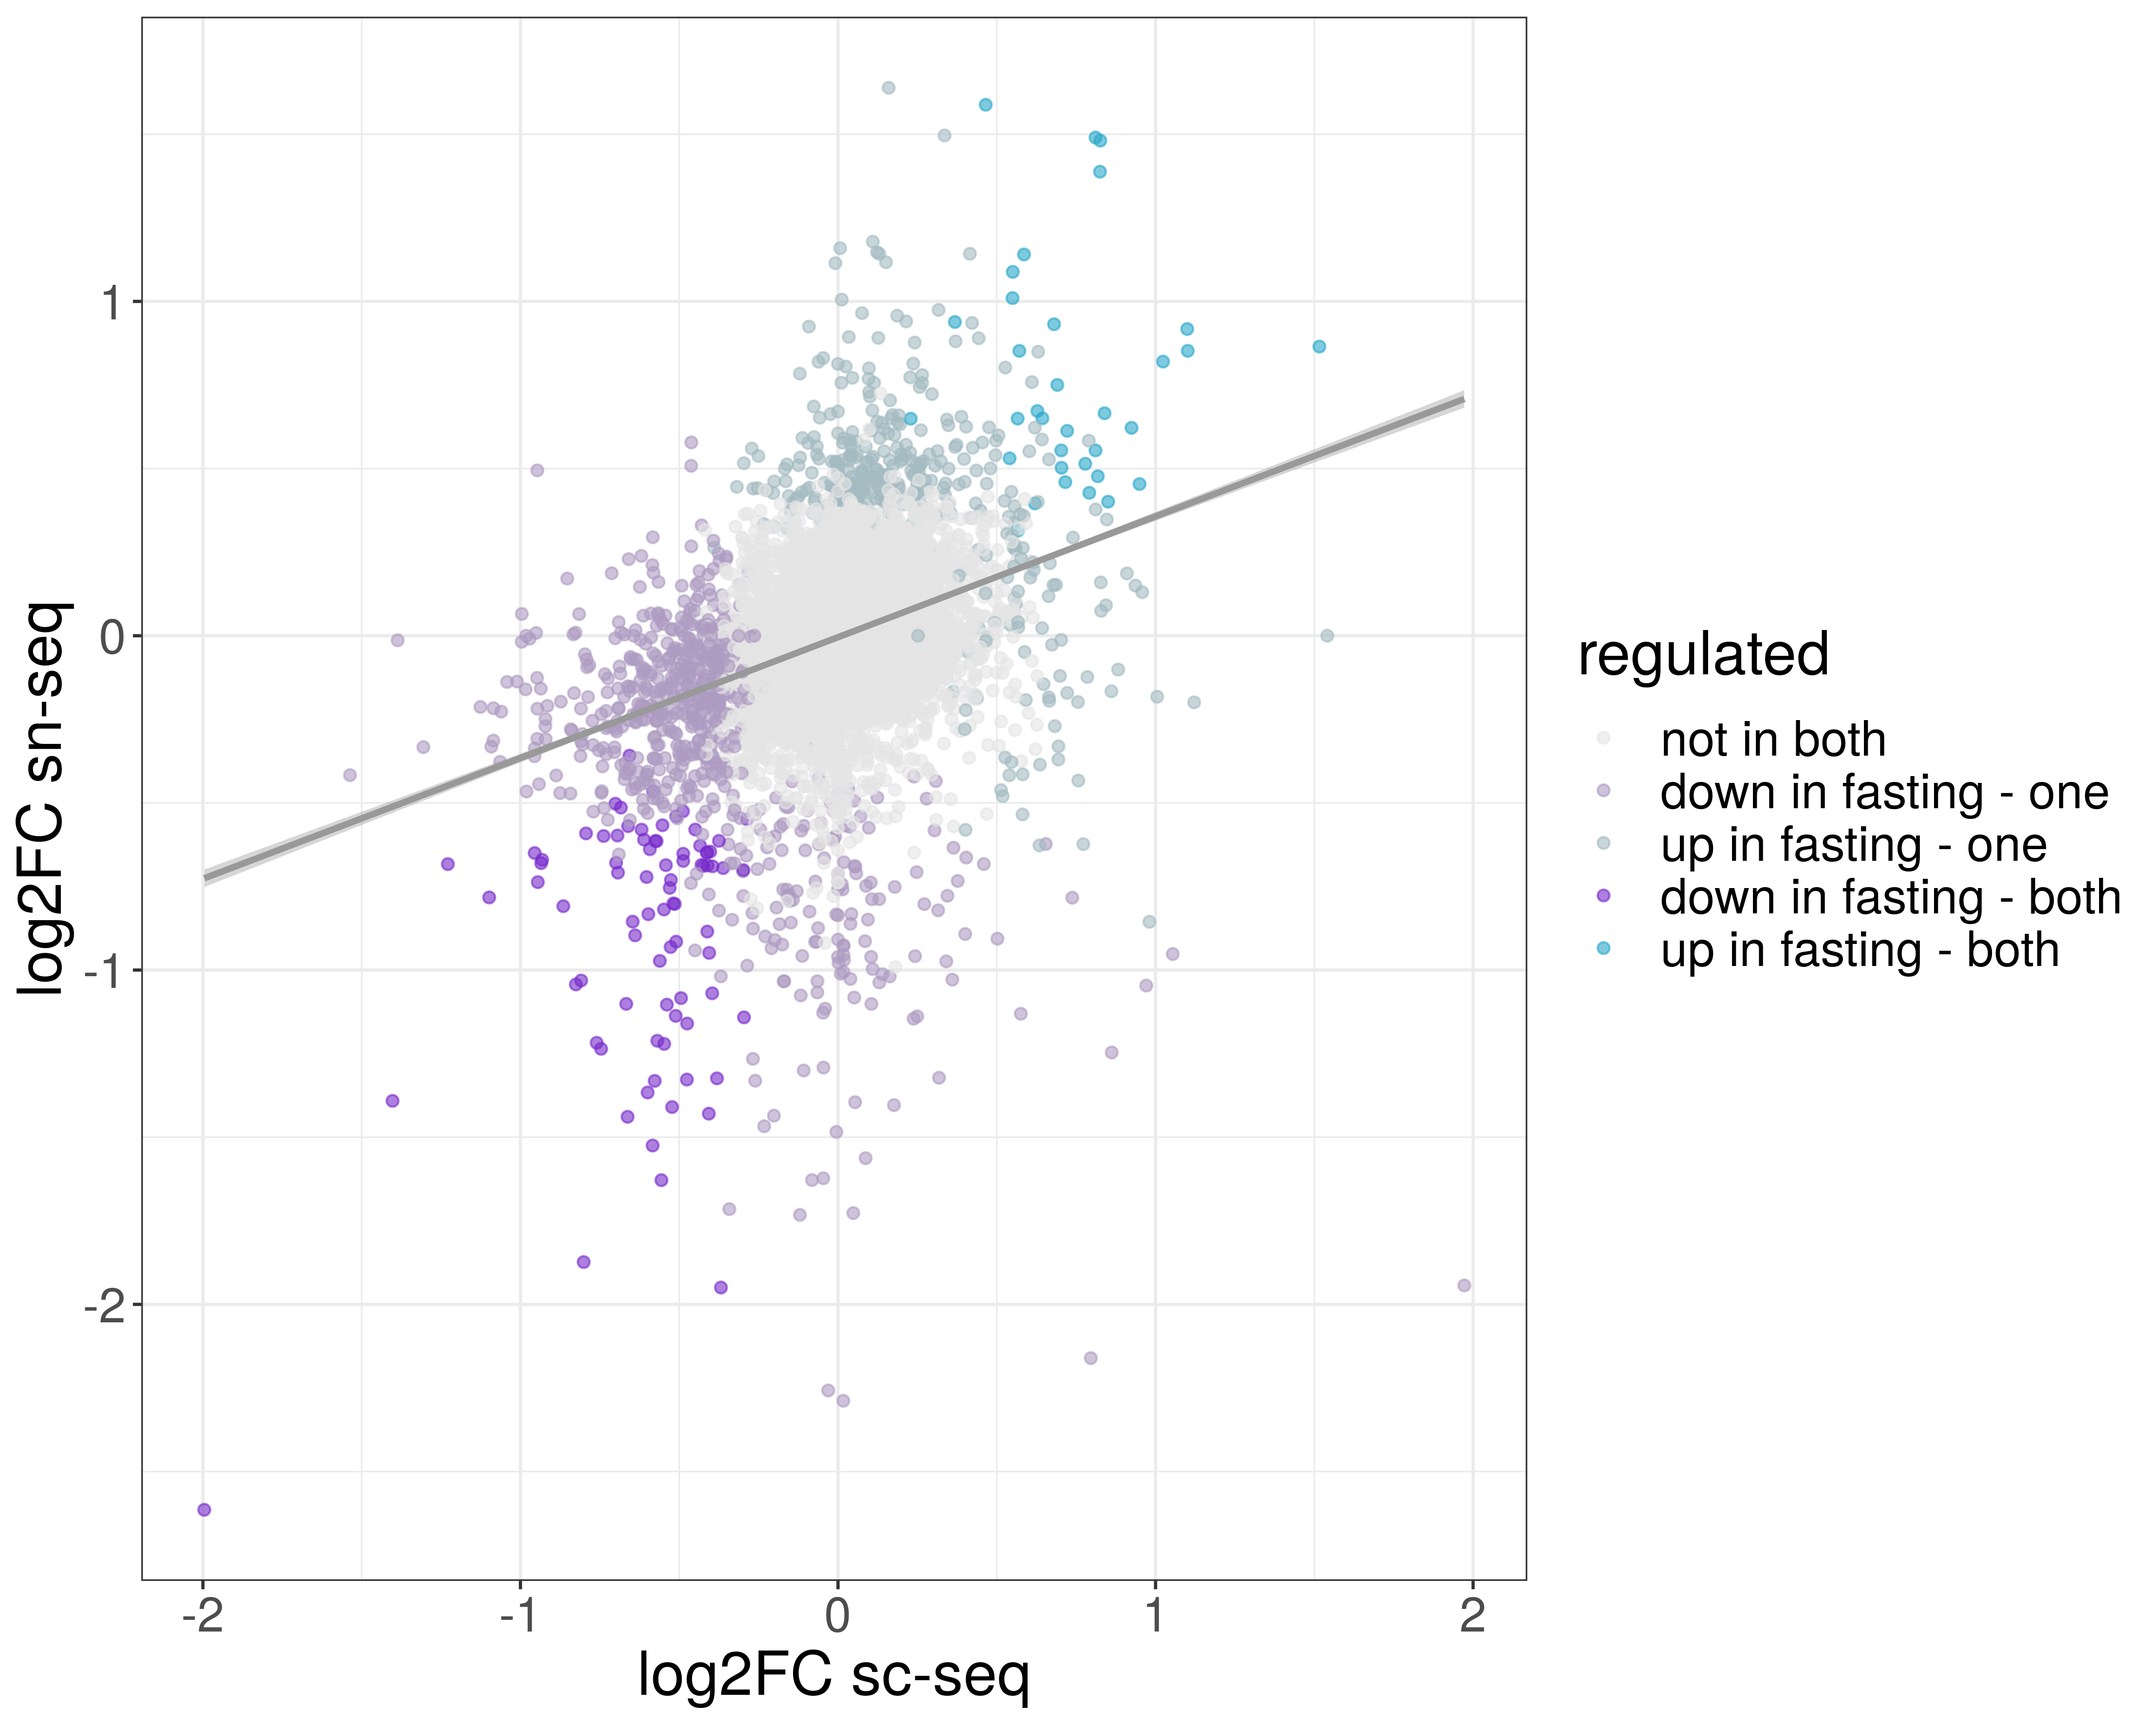 log2FC sn-seq
1
0
-1
-2
-2
-1
0
1
2
log2FC sc-seq
regulated
not in both
down in fasting - one
up in fasting - one
down in fasting - both
up in fasting - both